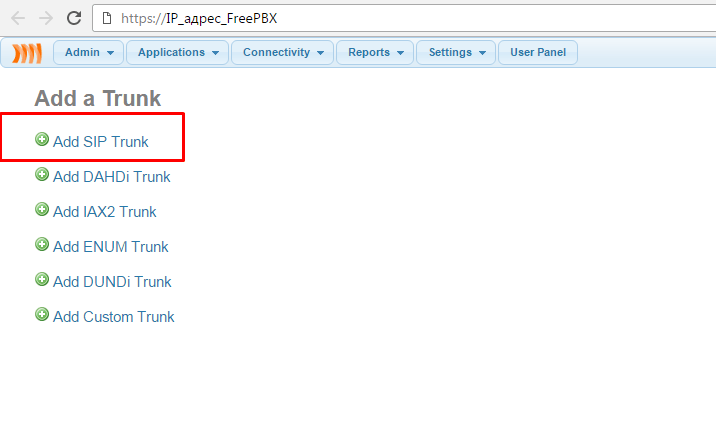 https://IP_адрес_FreePBX
Admin Applications Connectivity Reports Settings User Panel
Add a Trunk
Add SIP Trunk
Add DAHDi Trunk
Add IAX2 Trunk
Add ENUM Trunk
Add DUNDi Trunk
Add Custom Trunk